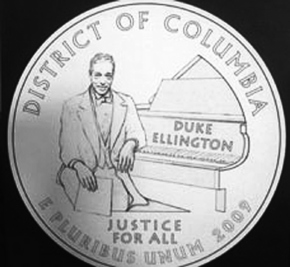 DISTRICT OF COLUMBIA
DUKE
ELLINGTON
JUSTICE
FOR ALL
E PLURIBUS UNUM 2009